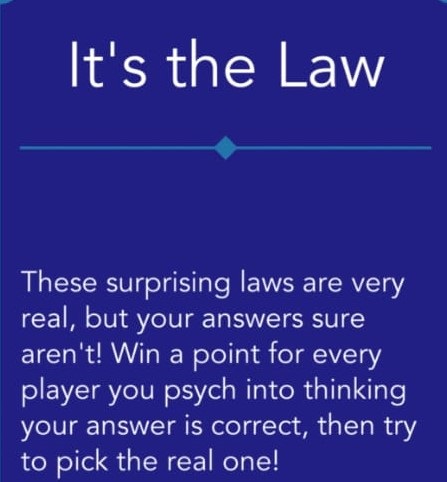 It's the Law
These surprising laws are very
real, but your answers sure
aren't! Win a point for every
player you psych into thinking
your answer is correct, then try
to pick the real one!